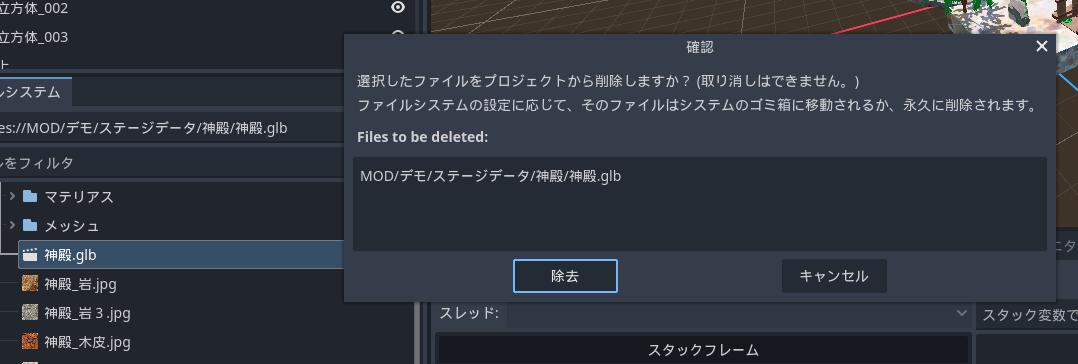 立方体_002
立方体_003
ルシステム
es://MOD/デモ/ステージデータ/神殿/神殿.glb
をフィルタ
マテリアス
メッシュ
神殿.glb
神殿_岩.jpg
神殿_岩３.jpg
神殿_木皮.jpg
確認
選択したファイルをプロジェクトから削除しますか？ (取り消しはできません。)
ファイルシステムの設定に応じて、そのファイルはシステムのゴミ箱に移動されるか、永久に削除されます。
Files to be deleted:
MOD/デモ/ステージデータ/神殿/神殿.glb
除去
キャンセル
ニタ
スレッド:
スタック変数で
スタックフレーム